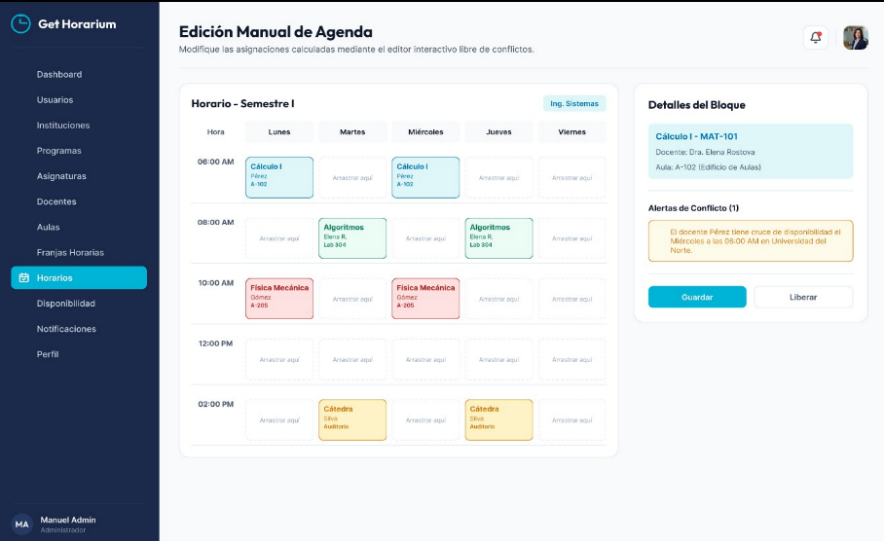 Get Horarium
Dashboard
Usuarios
Instituciones
Programas
Asignaturas
Docentes
Aulas
Franjas Horarias
Horarios
Disponibilidad
Notificaciones
Perfil
MA
Manuel Admin
Administrador
Edición Manual de Agenda
Modifique las asignaciones calculadas mediante el editor interactivo libre de conflictos.
Horario - Semestre I
Ing. Sistemas
Hora Lunes Martes Miércoles Jueves Viernes
06:00 AM
Cálculo I
Pérez
A-102
Arrastrar aquí
Cálculo I
Pérez
A-102
Arrastrar aquí
Arrastrar aquí
08:00 AM
Arrastrar aquí
Algoritmos
Elena R.
Lab 304
Arrastrar aquí
Algoritmos
Elena R.
Lab 304
Arrastrar aquí
10:00 AM
Física Mecánica
Gómez
A-205
Arrastrar aquí
Física Mecánica
Gómez
A-205
Arrastrar aquí
Arrastrar aquí
12:00 PM
Arrastrar aquí
Arrastrar aquí
Arrastrar aquí
Arrastrar aquí
Arrastrar aquí
02:00 PM
Arrastrar aquí
Cátedra
Silva
Auditorio
Arrastrar aquí
Cátedra
Silva
Auditorio
Arrastrar aquí
Detalles del Bloque
Cálculo I - MAT-101
Docente: Dra. Elena Rostova
Aula: A-102 (Edificio de Aulas)
Alertas de Conflicto (1)
El docente Pérez tiene cruce de disponibilidad el
Miércoles a las 06:00 AM en Universidad del
Norte.
Guardar
Liberar